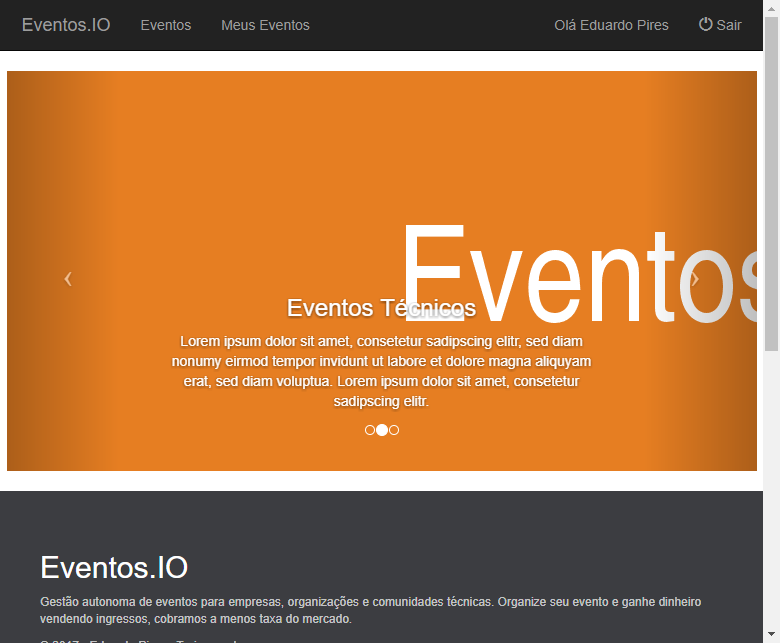 Eventos.IO
Eventos
Meus Eventos
Olá Eduardo Pires
Sair
Eventos
Eventos Técnicos
Lorem ipsum dolor sit amet, consetetur sadipscing elitr, sed diam
nonumy eirmod tempor invidunt ut labore et dolore magna aliquyam
erat, sed diam voluptua. Lorem ipsum dolor sit amet, consetetur
sadipscing elitr.
Eventos.IO
Gestão autonoma de eventos para empresas, organizações e comunidades técnicas. Organize seu evento e ganhe dinheiro
vendendo ingressos, cobramos a menos taxa do mercado.